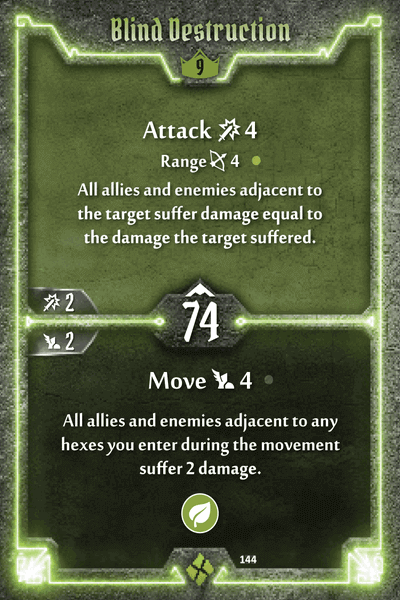 Blind Destruction
9
Attack 4
Range 4
All allies and enemies adjacent to
the target suffer damage equal to
the damage the target suffered.
2
74
2
Move 4
All allies and enemies adjacent to any
hexes you enter during the movement
suffer 2 damage.
144